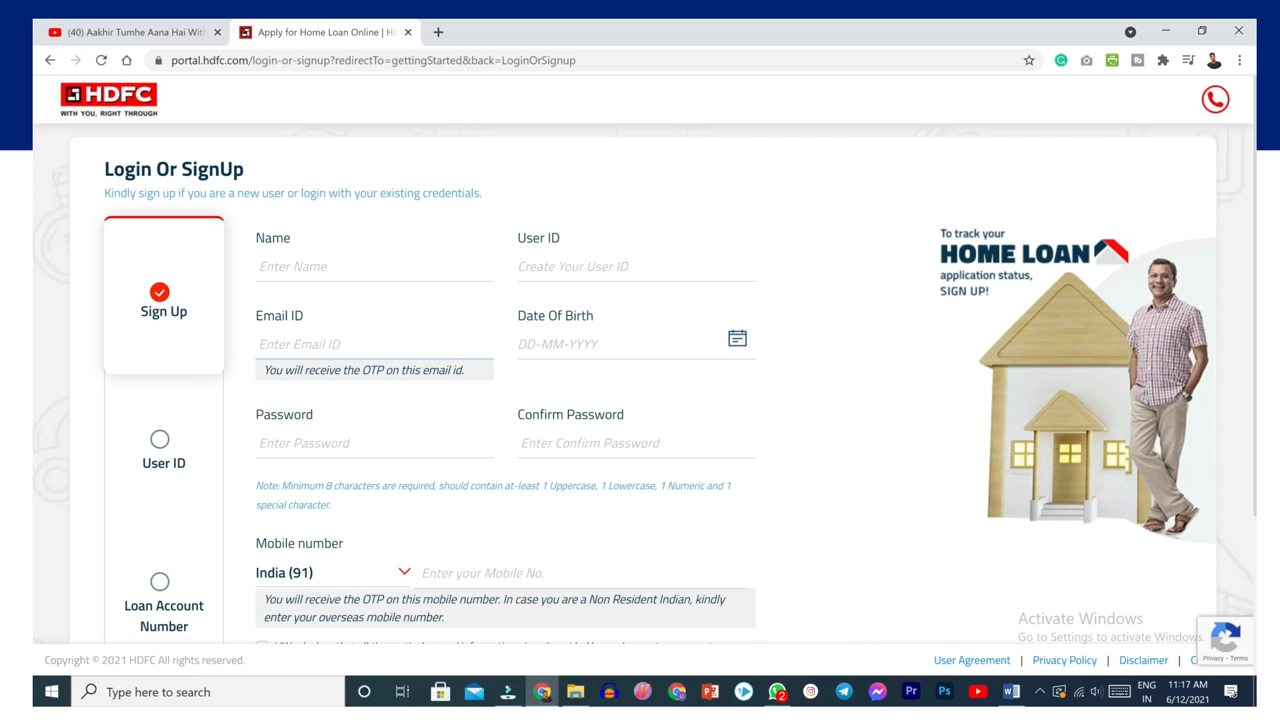 (40) Aakhir Tumhe Aana Hai With
Apply for Home Loan Online | Ho
portal.hdfc.com/login-or-signup?redirectTo=gettingStarted&back=LoginOrSignup
HDFC
WITH YOU, RIGHT THROUGH
Login Or SignUp
Kindly sign up if you are a new user or login with your existing credentials.
Sign Up
User ID
Loan Account
Number
Name
User ID
Enter Name
Create Your User ID
Email ID
Date Of Birth
Enter Email ID
DD-MM-YYYY
You will receive the OTP on this email id.
Password
Confirm Password
Enter Password
Enter Confirm Password
Note: Minimum 8 characters are required, should contain at-least 1 Uppercase, 1 Lowercase, 1 Numeric and 1
special character.
Mobile number
India (91)
Enter your Mobile No.
You will receive the OTP on this mobile number. In case you are a Non Resident Indian, kindly
enter your overseas mobile number.
To track your
HOME LOAN
application status,
SIGN UP!
Activate Windows
Go to Settings to activate Windows.
Privacy - Terms
Copyright © 2021 HDFC All rights reserved.
User Agreement | Privacy Policy | Disclaimer |
Type here to search
2
Pr
Ps
ENG
IN
11:17 AM
6/12/2021